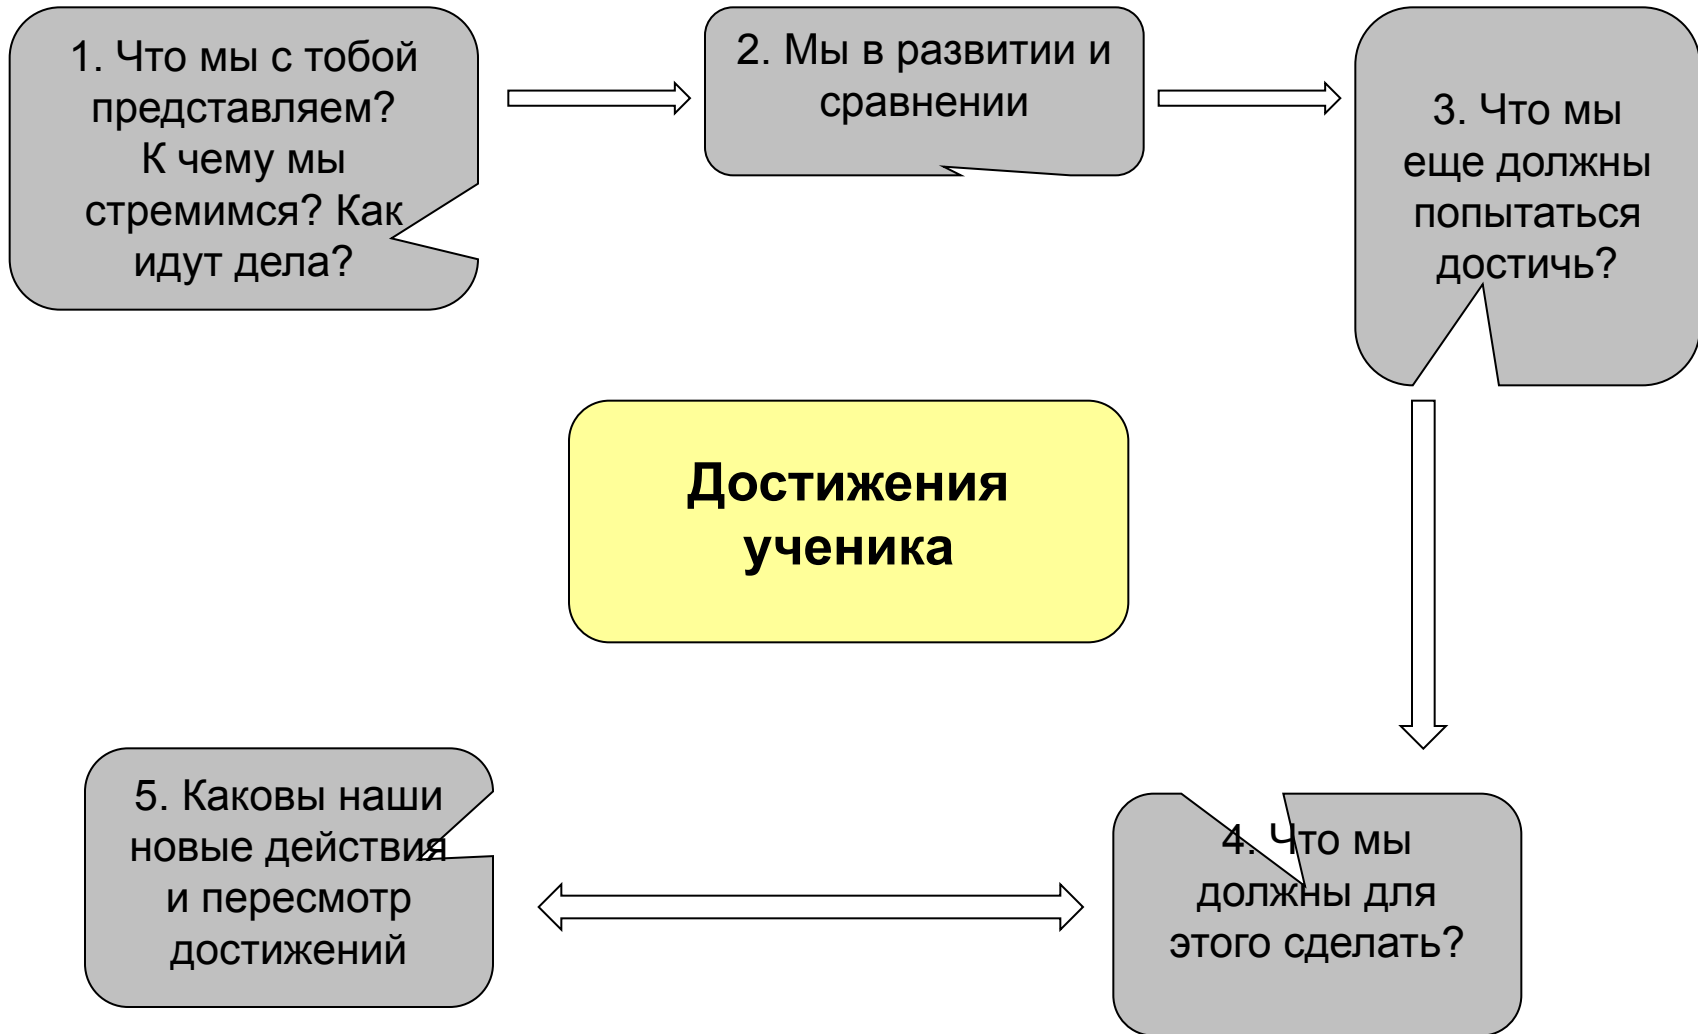 1. Что мы с тобой
представляем?
К чему мы
стремимся? Как
идут дела?
2. Мы в развитии и
сравнении
3. Что мы
еще должны
попытаться
достичь?
Достижения
ученика
4. Что мы
должны для
этого сделать?
5. Каковы наши
новые действия
и пересмотр
достижений